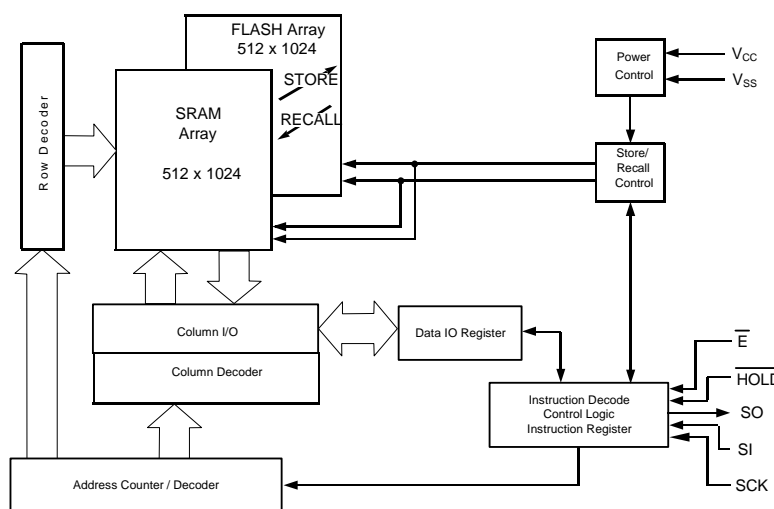 FLASH Array
512 x 1024
STORE
RECALL
SRAM
Array
512 x 1024
Row Decoder
Power
Control
VCC
VSS
Store/
Recall
Control
Column I/O
Column Decoder
Data IO Register
Instruction Decode
Control Logic
Instruction Register
E
HOLD
SO
SI
SCK
Address Counter / Decoder